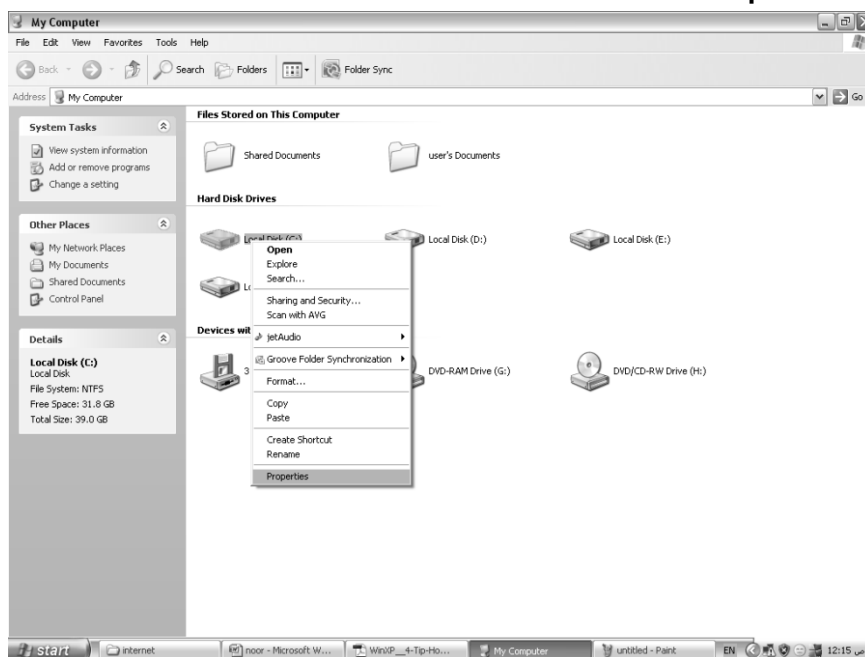 My Computer
File Edit View Favorites Tools Help
Back Search Folders Folder Sync
Address My Computer Go
System Tasks
View system information
Add or remove programs
Change a setting
Other Places
My Network Places
My Documents
Shared Documents
Control Panel
Details
Local Disk (C:)
Local Disk
File System: NTFS
Free Space: 31.8 GB
Total Size: 39.0 GB
Files Stored on This Computer
Shared Documents user's Documents
Hard Disk Drives
Local Disk (C:) Local Disk (D:) Local Disk (E:)
Devices
DVD-RAM Drive (G:) DVD/CD-RW Drive (H:)
Open
Explore
Search...
Sharing and Security...
Scan with AVG
jetAudio
Groove Folder Synchronization
Format...
Copy
Paste
Create Shortcut
Rename
Properties
start internet noor - Microsoft W... WinXP__4-Tip-Ho... My Computer untitled - Paint EN 12:15